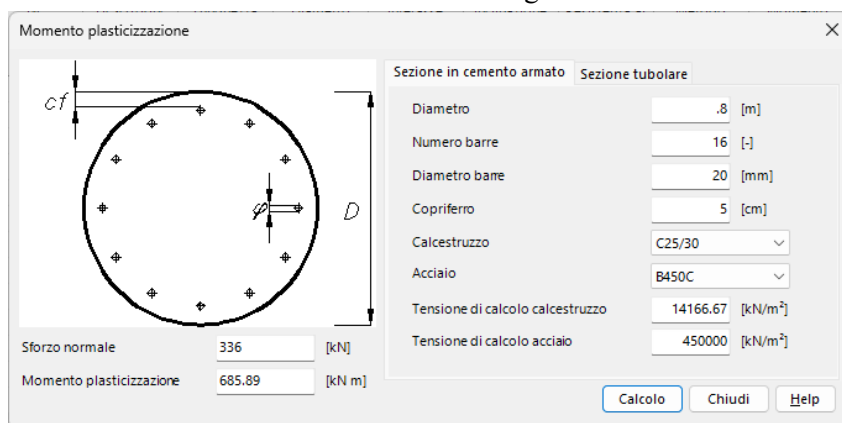 Momento plasticizzazione
cf
φ
D
Sforzo normale 336 [kN]
Momento plasticizzazione 685.89 [kN m]
Sezione in cemento armato Sezione tubolare
Diametro .8 [m]
Numero barre 16 [-]
Diametro barre 20 [mm]
Copriferro 5 [cm]
Calcestruzzo C25/30
Acciaio B450C
Tensione di calcolo calcestruzzo 14166.67 [kN/m²]
Tensione di calcolo acciaio 450000 [kN/m²]
Calcolo Chiudi Help